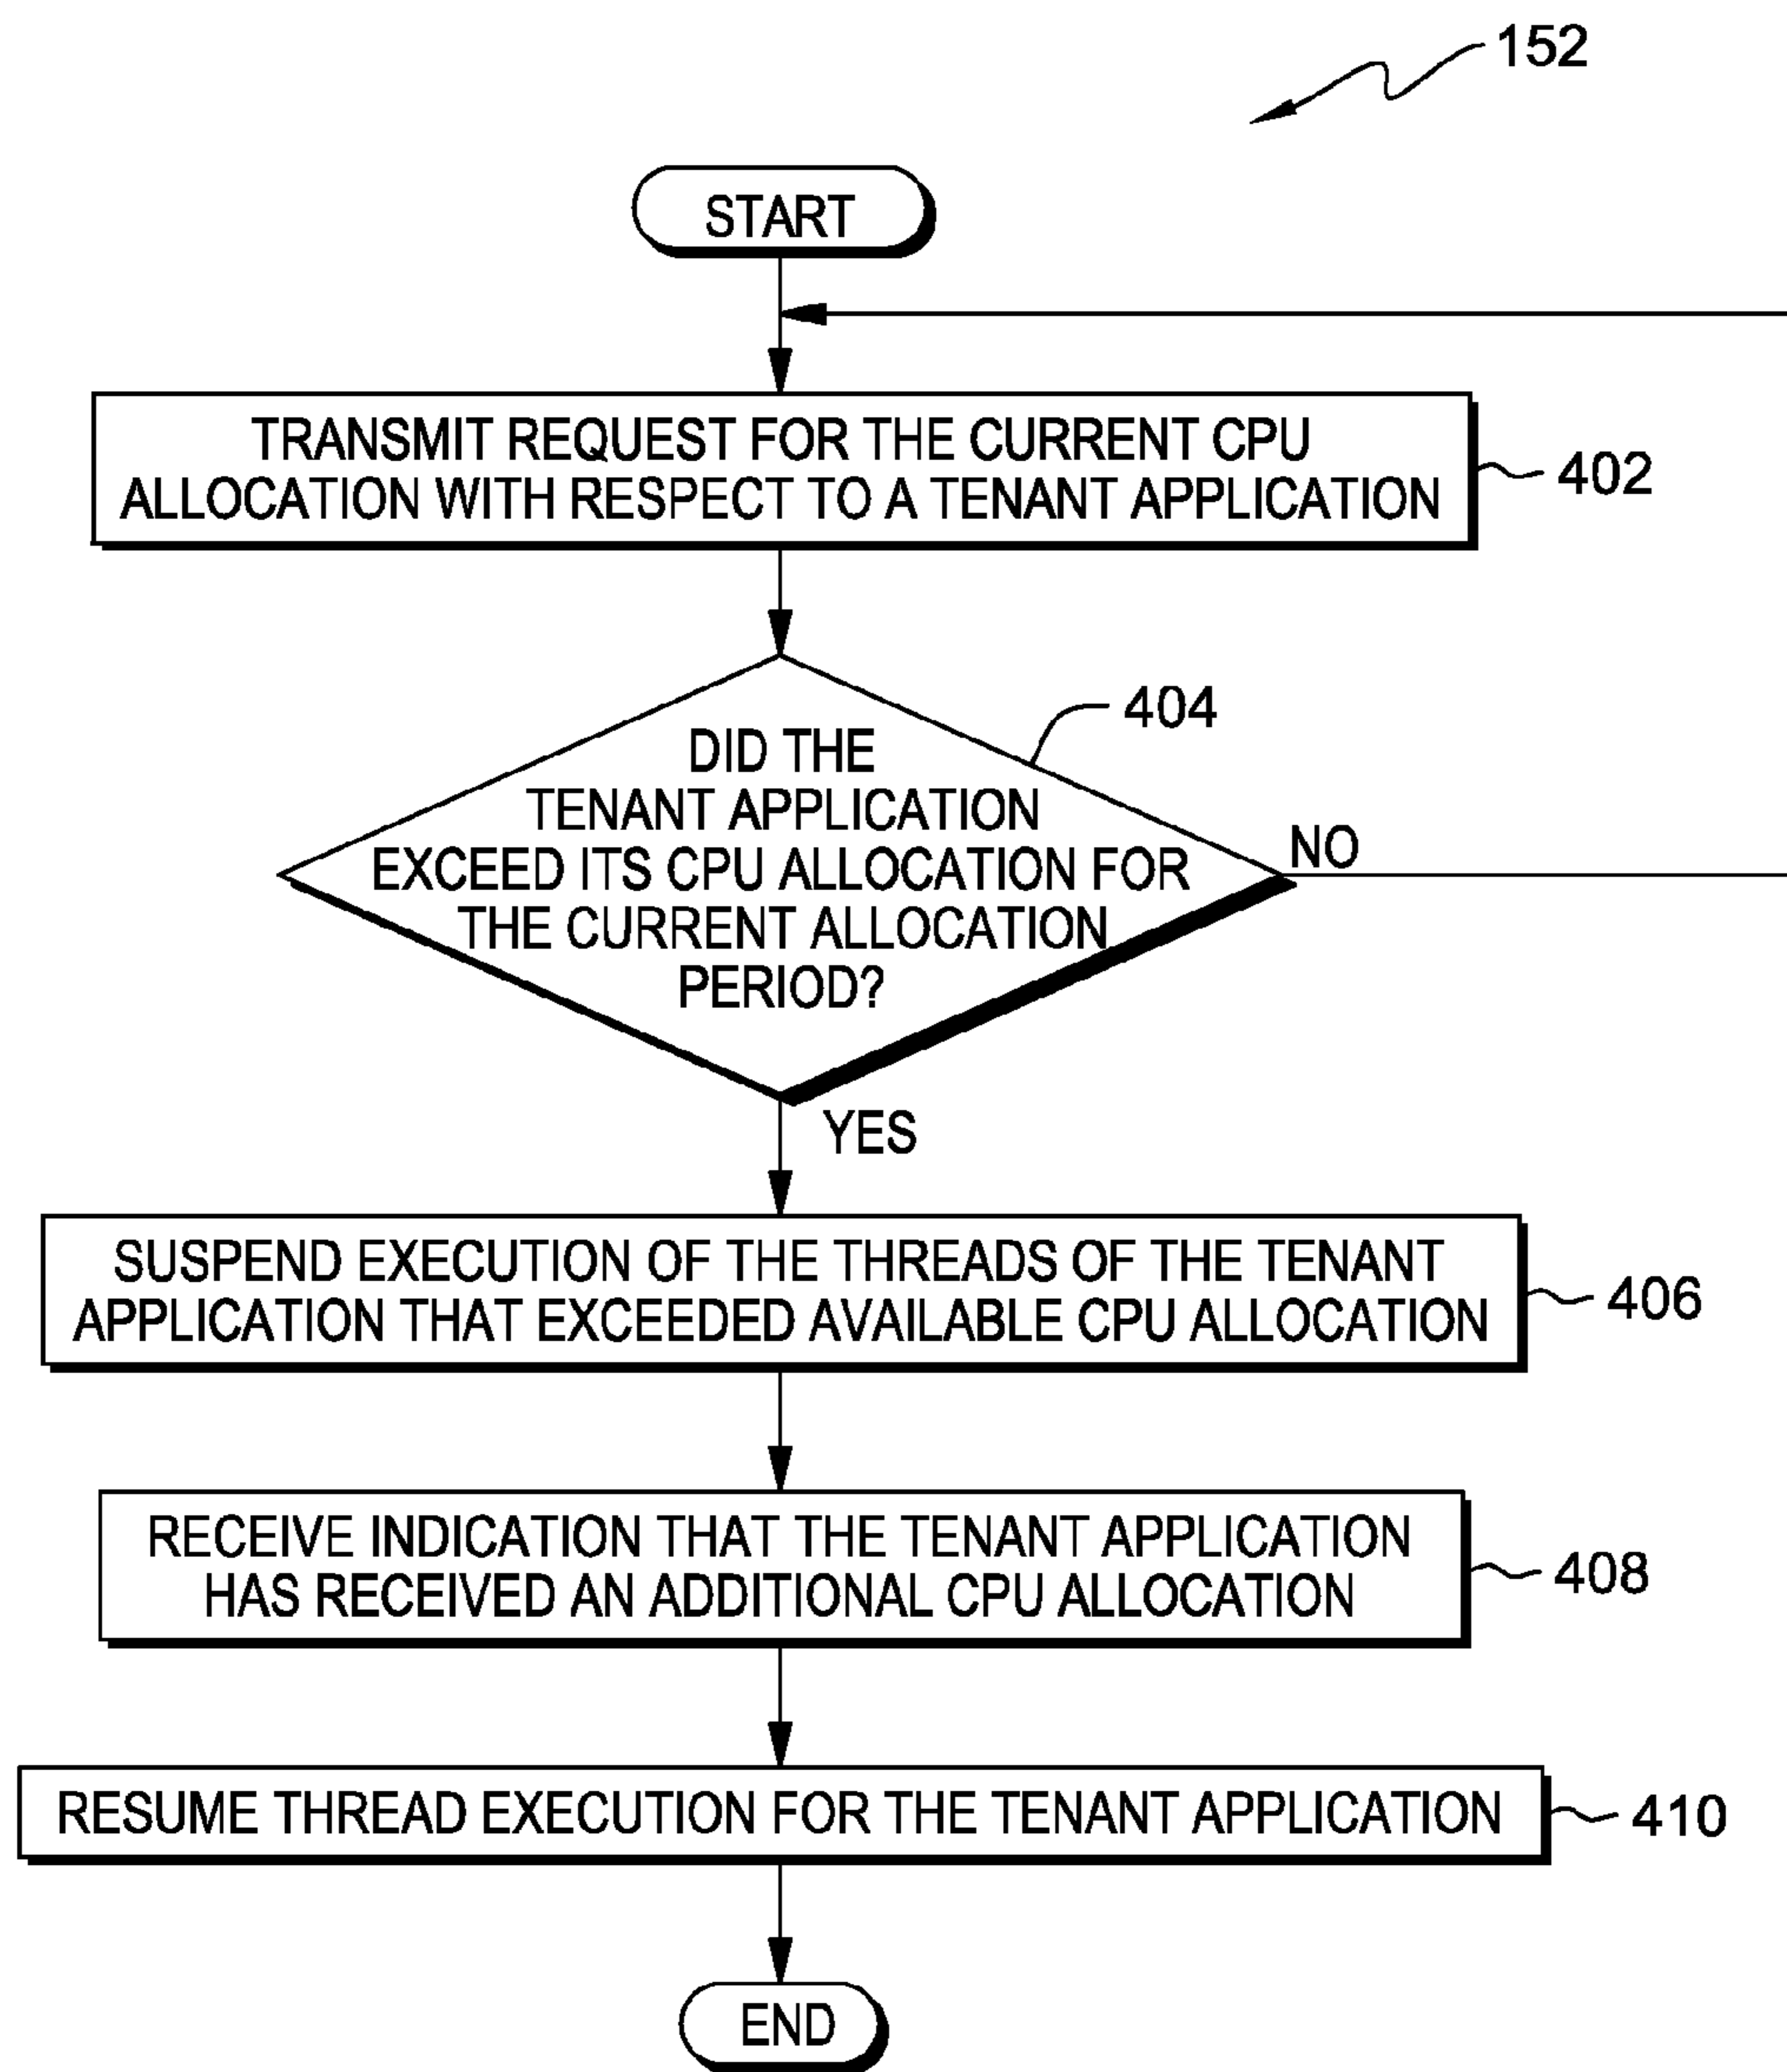 152
START
TRANSMIT REQUEST FOR THE CURRENT CPU
ALLOCATION WITH RESPECT TO A TENANT APPLICATION
402
404
DID THE
TENANT APPLICATION
EXCEED ITS CPU ALLOCATION FOR
THE CURRENT ALLOCATION
PERIOD?
NO
YES
SUSPEND EXECUTION OF THE THREADS OF THE TENANT
APPLICATION THAT EXCEEDED AVAILABLE CPU ALLOCATION
406
RECEIVE INDICATION THAT THE TENANT APPLICATION
HAS RECEIVED AN ADDITIONAL CPU ALLOCATION
408
RESUME THREAD EXECUTION FOR THE TENANT APPLICATION
410
END